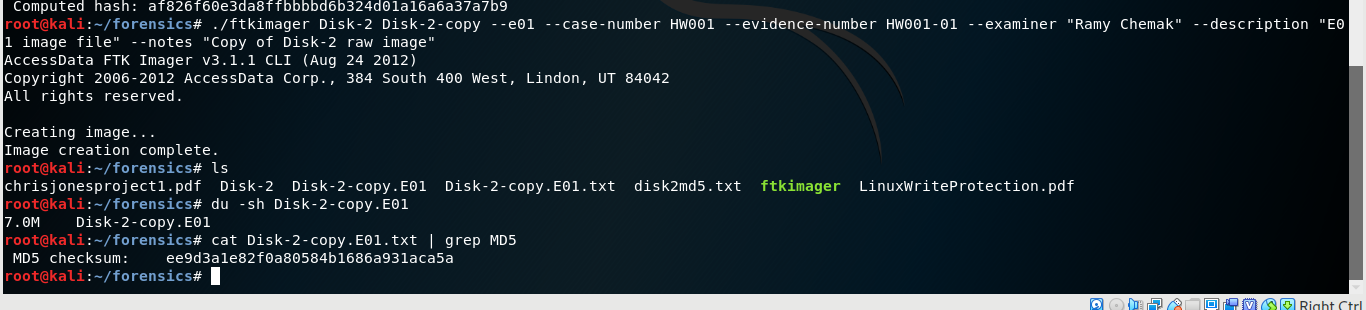 Computed hash: af826f60e3da8ffbbbbd6b324d01a16a6a37a7b9
root@kali:~/forensics# ./ftkimager Disk-2 Disk-2-copy --e01 --case-number HW001 --evidence-number HW001-01 --examiner "Ramy Chemak" --description "E0
1 image file" --notes "Copy of Disk-2 raw image"
AccessData FTK Imager v3.1.1 CLI (Aug 24 2012)
Copyright 2006-2012 AccessData Corp., 384 South 400 West, Lindon, UT 84042
All rights reserved.
Creating image...
Image creation complete.
root@kali:~/forensics# ls
chrisjonesproject1.pdf  Disk-2  Disk-2-copy.E01  Disk-2-copy.E01.txt  disk2md5.txt  ftkimager  LinuxWriteProtection.pdf
root@kali:~/forensics# du -sh Disk-2-copy.E01
7.0M    Disk-2-copy.E01
root@kali:~/forensics# cat Disk-2-copy.E01.txt | grep MD5
MD5 checksum:    ee9d3a1e82f0a80584b1686a931aca5a
root@kali:~/forensics#
Right Ctrl